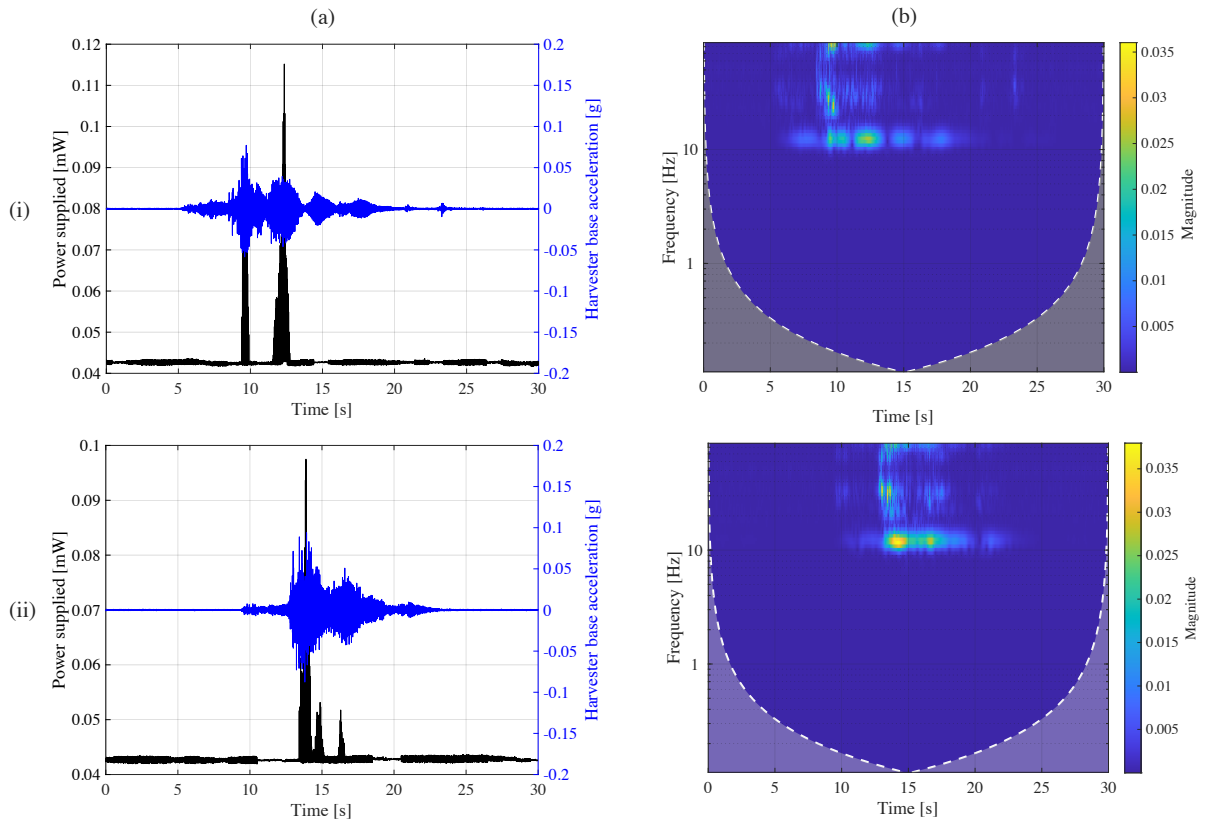 (a)
(b)
(i)
0.12
0.11
0.1
0.09
0.08
0.07
0.06
0.05
0.04
Power supplied [mW]
0.2
0.15
0.1
0.05
0
-0.05
-0.1
-0.15
-0.2
Harvester base acceleration [g]
0 5 10 15 20 25 30
Time [s]
10
1
Frequency [Hz]
0 5 10 15 20 25 30
Time [s]
0.035
0.03
0.025
0.02
0.015
0.01
0.005
Magnitude
(ii)
0.1
0.09
0.08
0.07
0.06
0.05
0.04
Power supplied [mW]
0.2
0.15
0.1
0.05
0
-0.05
-0.1
-0.15
-0.2
Harvester base acceleration [g]
0 5 10 15 20 25 30
Time [s]
10
1
Frequency [Hz]
0 5 10 15 20 25 30
Time [s]
0.035
0.03
0.025
0.02
0.015
0.01
0.005
Magnitude